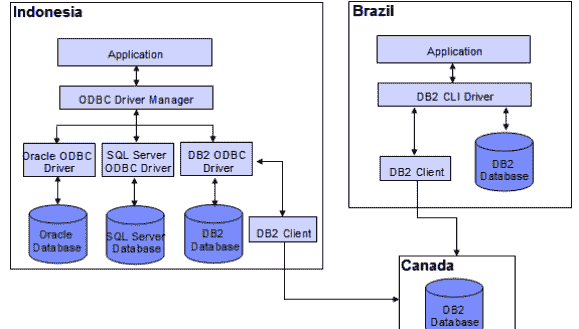 Indonesia
Application
ODBC Driver Manager
Oracle ODBC
Driver
SQL Server
ODBC Driver
DB2 ODBC
Driver
Oracle
Database
SQL Server
Database
DB2
Database
DB2 Client
Brazil
Application
DB2 CLI Driver
DB2 Client
DB2
Database
Canada
DB2
Database